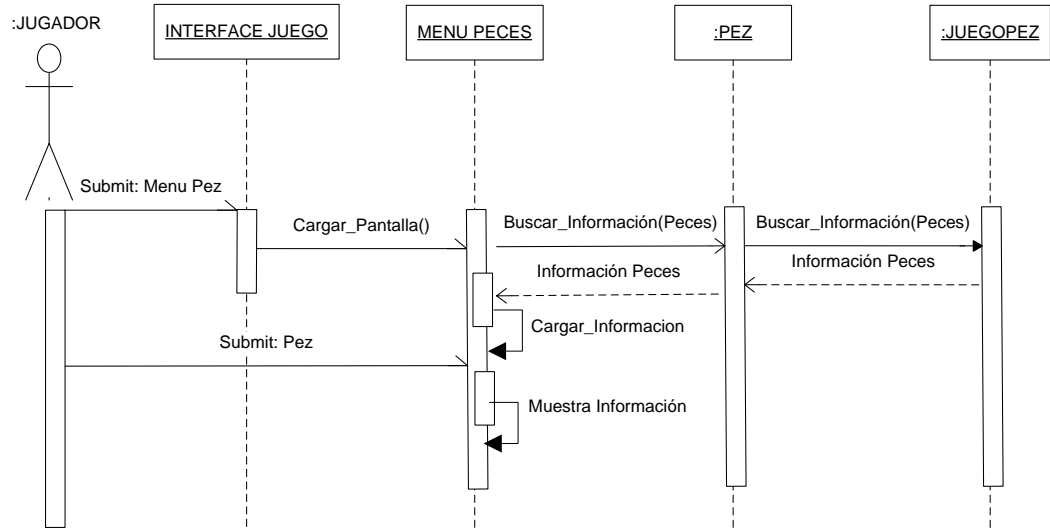 :JUGADOR
INTERFACE JUEGO
MENU PECES
:PEZ
:JUEGOPEZ
Submit: Menu Pez
Cargar_Pantalla()
Buscar_Información(Peces)
Buscar_Información(Peces)
Información Peces
Información Peces
Cargar_Informacion
Submit: Pez
Muestra Información